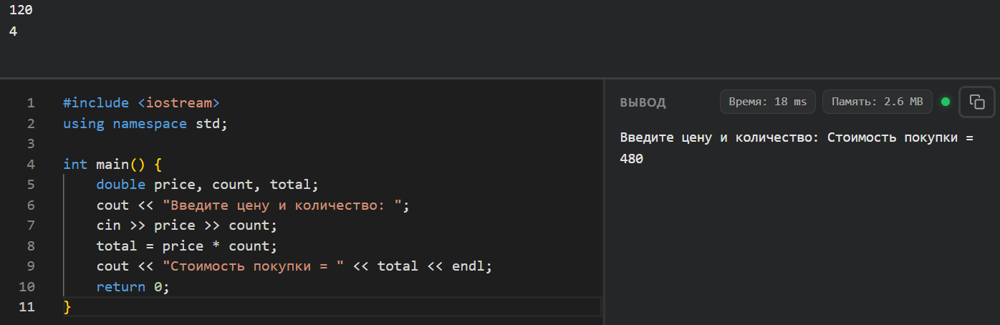 120
4
1 #include <iostream>
2 using namespace std;
3
4 int main() {
5     double price, count, total;
6     cout << "Введите цену и количество: ";
7     cin >> price >> count;
8     total = price * count;
9     cout << "Стоимость покупки = " << total << endl;
10     return 0;
11 }
ВЫВОД Время: 18 ms Память: 2.6 MB
Введите цену и количество: Стоимость покупки =
480